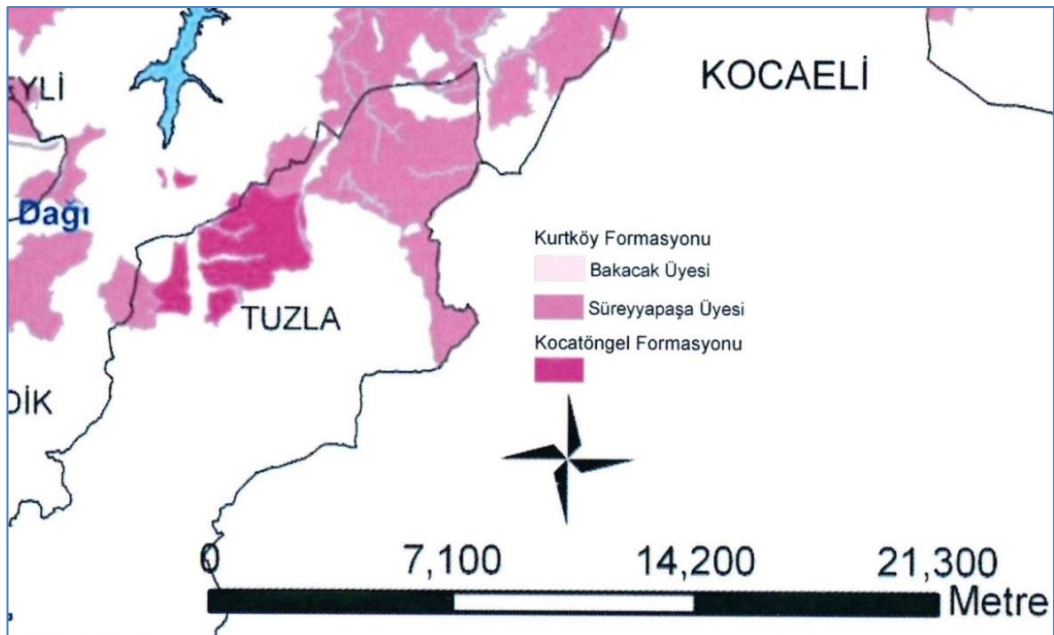 KOCAELİ
EYLİ
Dağı
Kurtköy Formasyonu
Bakacak Üyesi
Süreyyapaşa Üyesi
TUZLA
Kocatöngel Formasyonu
DİK
0 7,100 14,200 21,300
Metre